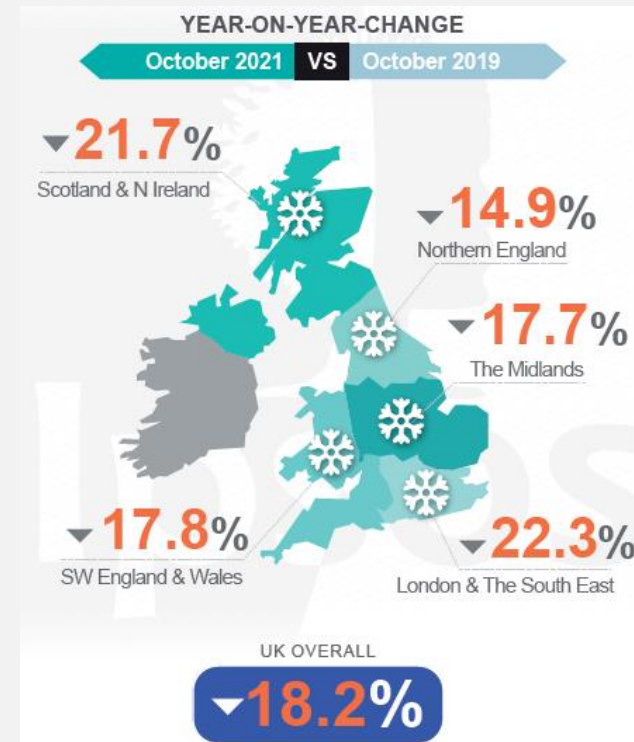 YEAR-ON-YEAR-CHANGE
October 2021 VS October 2019
▼21.7%
Scotland & N Ireland
▼14.9%
Northern England
▼17.7%
The Midlands
▼17.8%
SW England & Wales
▼22.3%
London & The South East
UK OVERALL
▼18.2%
Ipsos